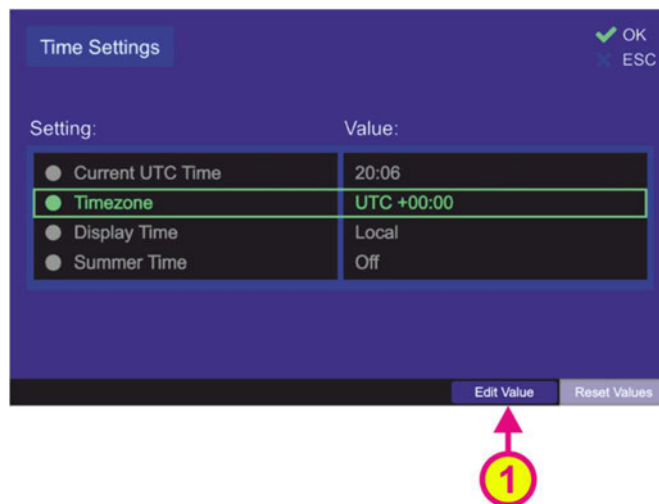 Time Settings
OK
ESC
Setting: Value:
Current UTC Time 20:06
Timezone UTC +00:00
Display Time Local
Summer Time Off
Edit Value Reset Values
1